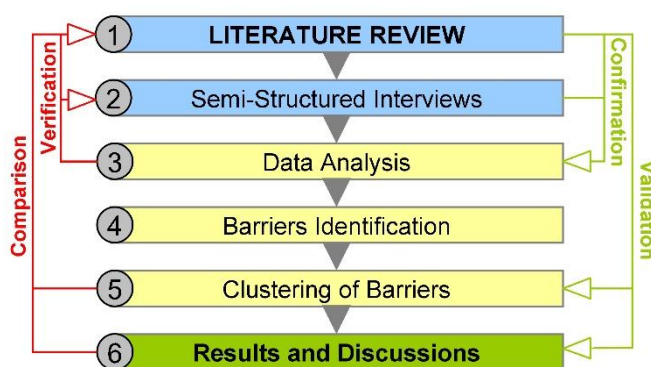 1 LITERATURE REVIEW
2 Semi-Structured Interviews
3 Data Analysis
4 Barriers Identification
5 Clustering of Barriers
6 Results and Discussions
Comparison
Verification
Confirmation
Validation